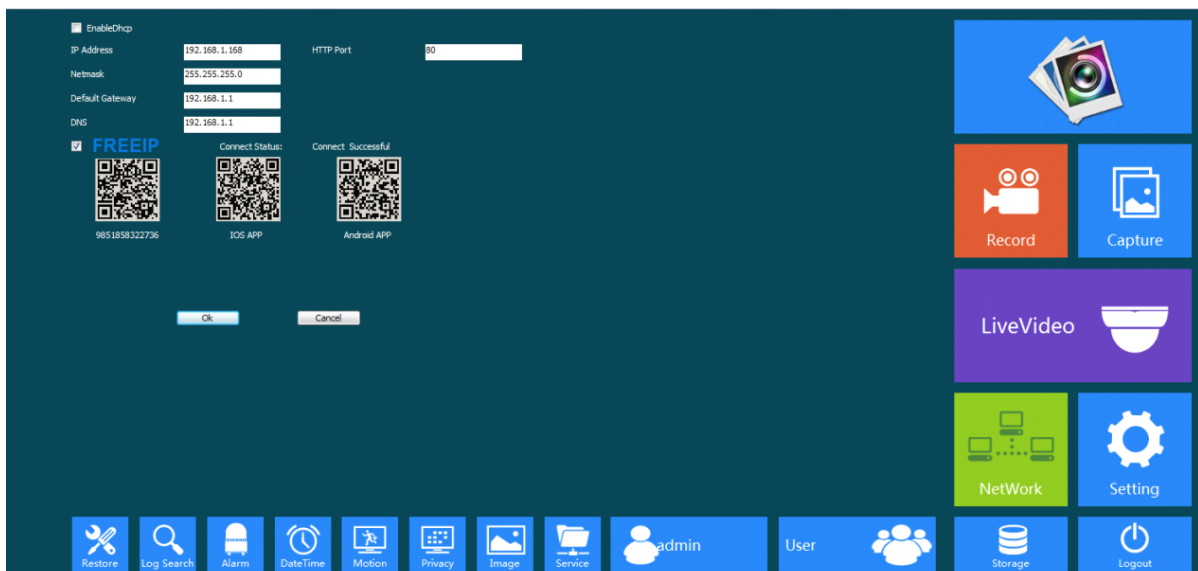 EnableDhcp
IP Address 192.168.1.168 HTTP Port 80
Netmask 255.255.255.0
Default Gateway 192.168.1.1
DNS 192.168.1.1
FREEIP Connect Status: Connect Successful
9851858322736 IOS APP Android APP
Ok Cancel
Record Capture
LiveVideo
NetWork Setting
Restore Log Search Alarm DateTime Motion Privacy Image Service admin User Storage Logout